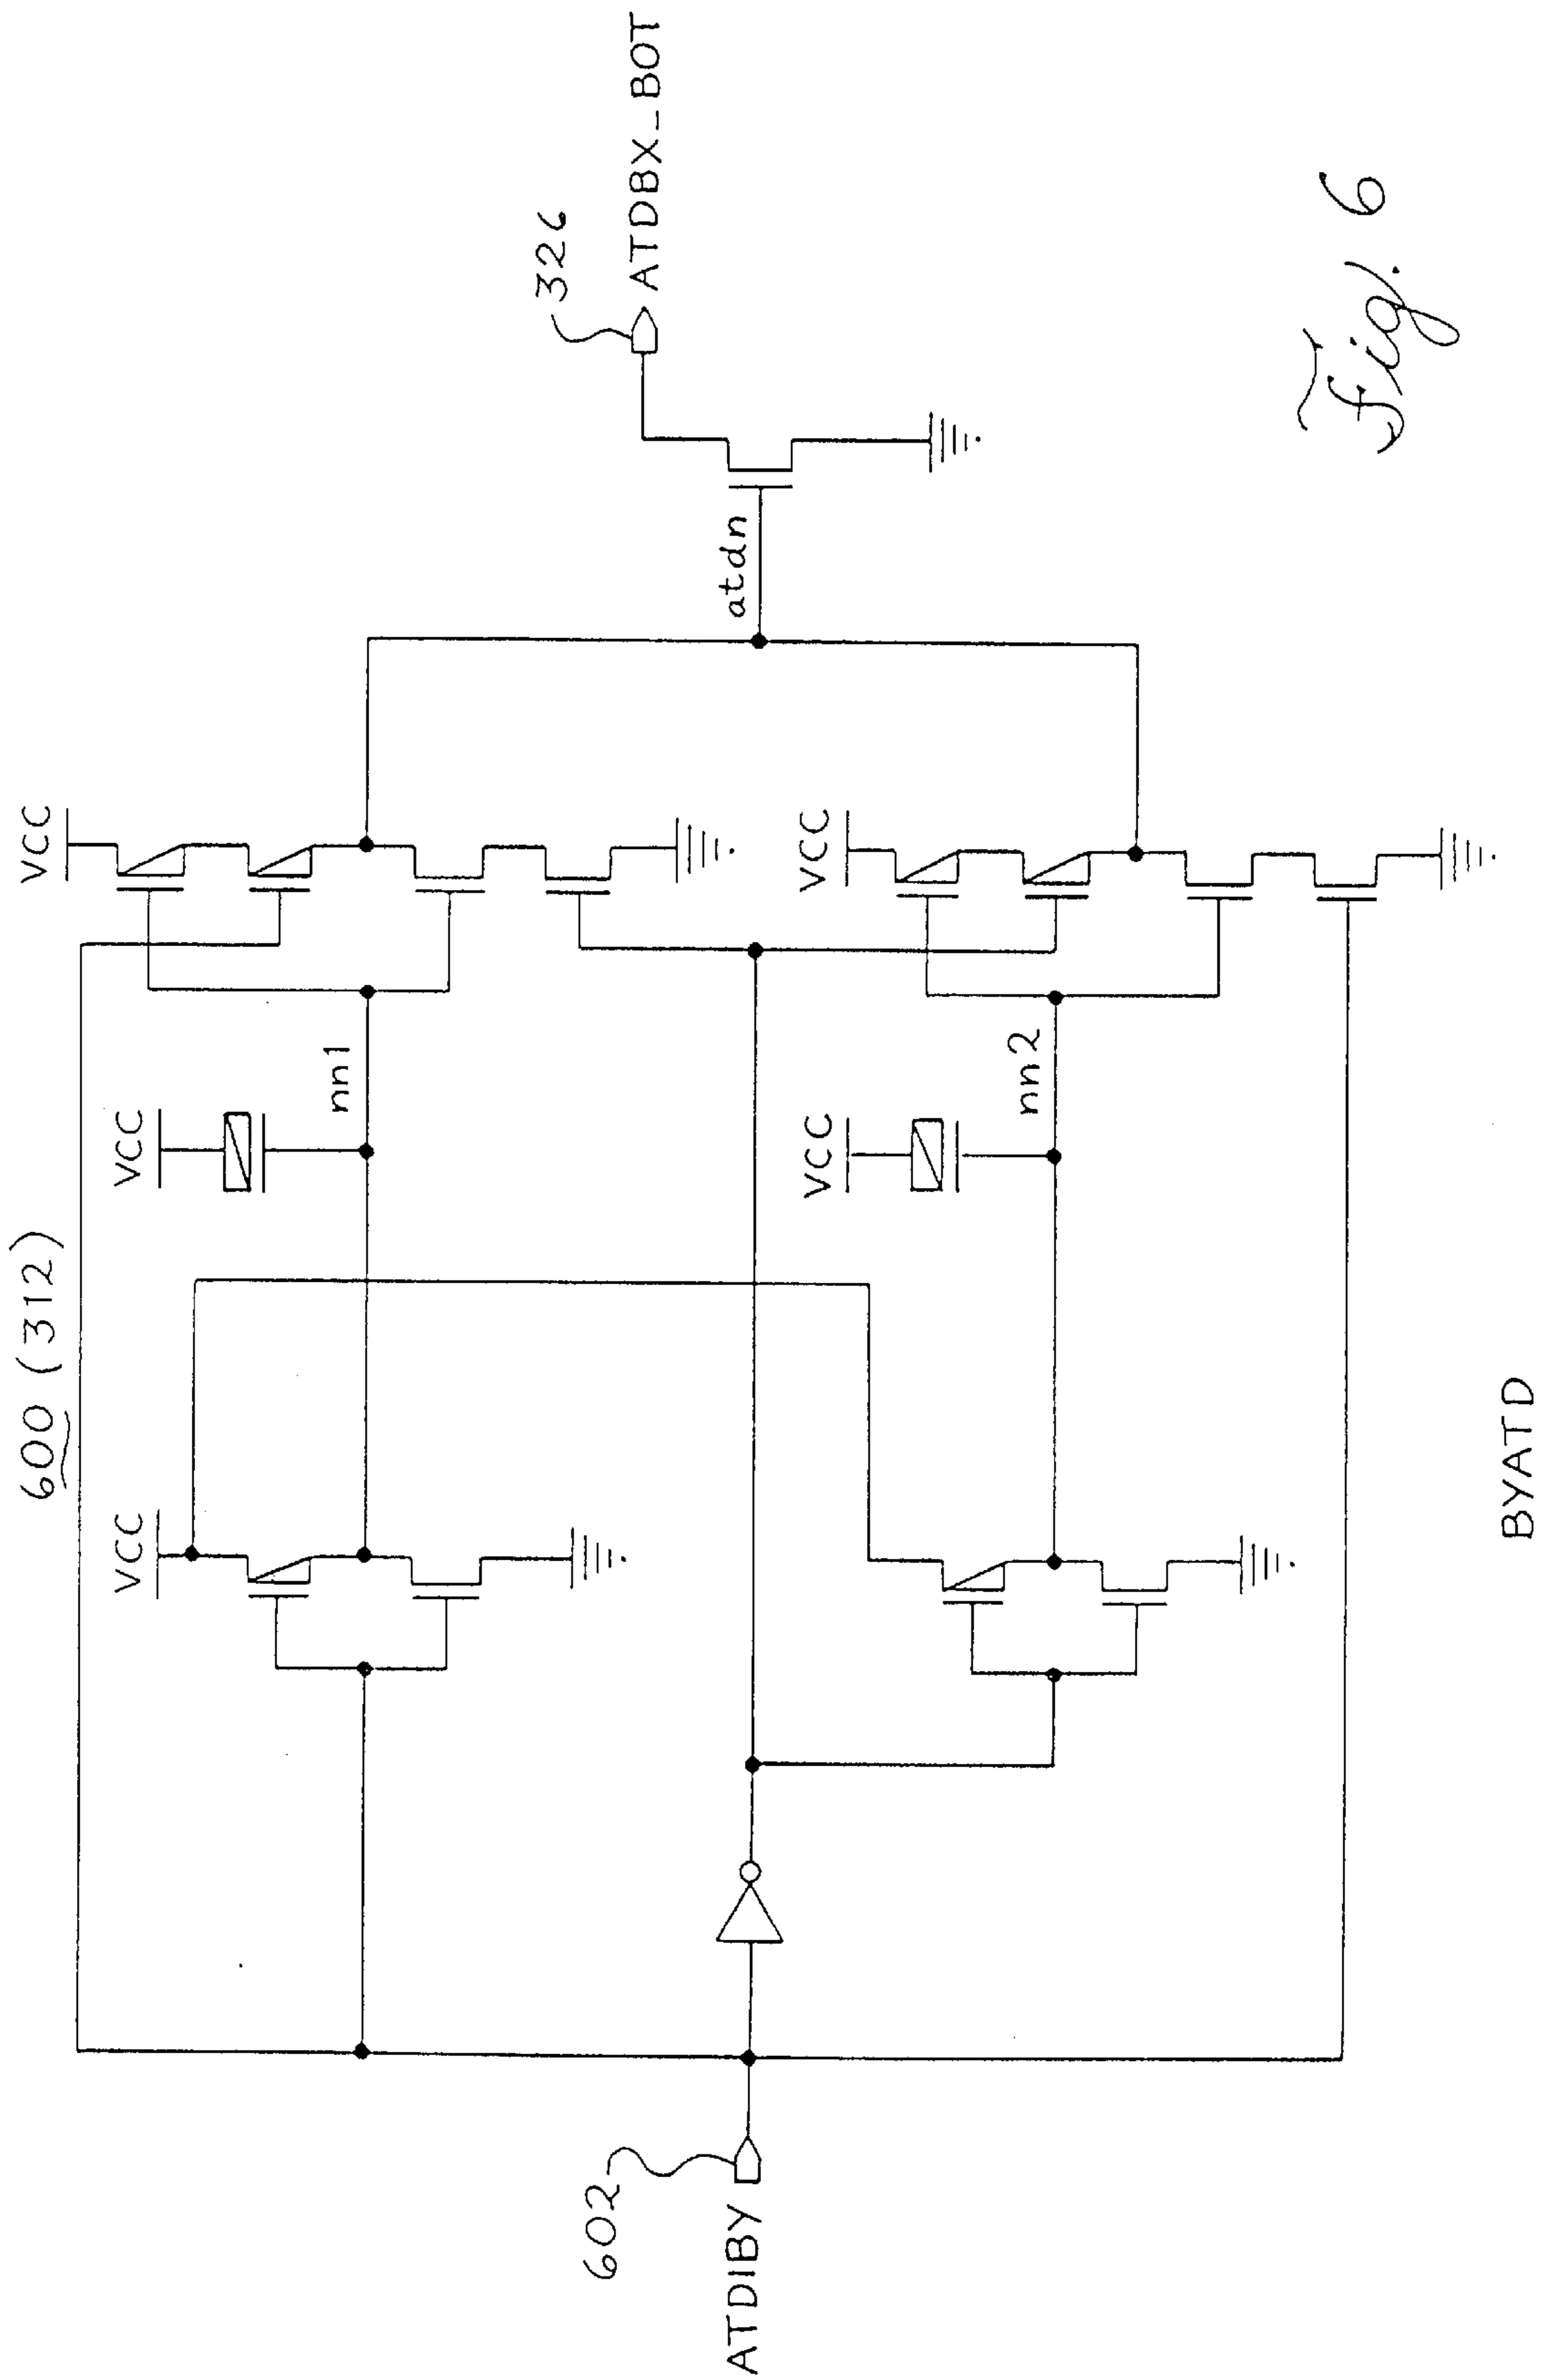 600 (312)
VCC
VCC
VCC
nn1
VCC
VCC
nn2
602
ATDIBY
atdn
326
ATDBX_BOT
BYATD
Fig. 6